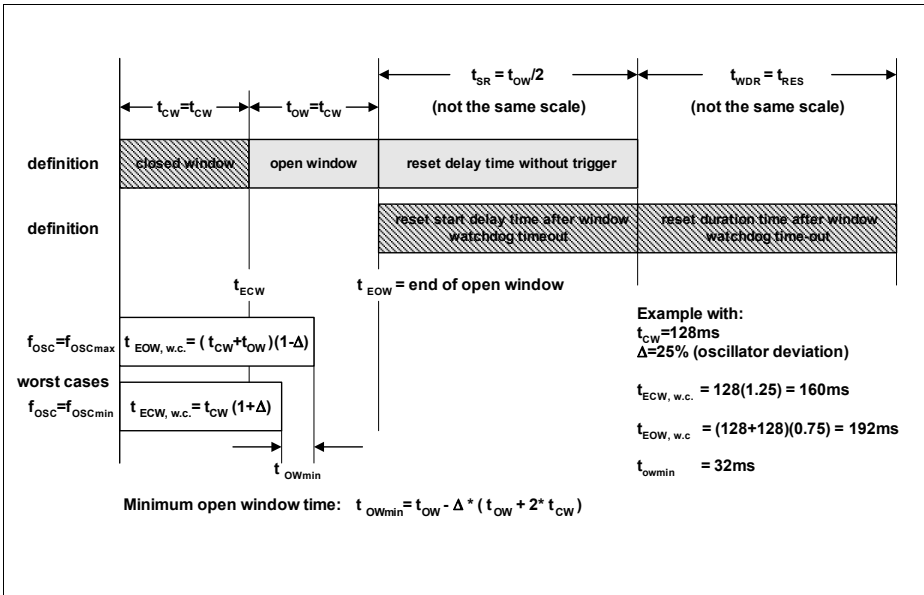 t_SR = t_OW/2
t_WDR = t_RES
t_CW=t_CW
t_OW=t_CW
(not the same scale)
(not the same scale)
definition
closed window
open window
reset delay time without trigger
definition
reset start delay time after window
watchdog timeout
reset duration time after window
watchdog time-out
t_ECW
t_EOW = end of open window
f_OSC=f_OSCmax
t_EOW, w.c.= (t_CW+t_OW)(1-Δ)
worst cases
f_OSC=f_OSCmin
t_ECW, w.c.= t_CW (1+Δ)
t_OWmin
Example with:
t_CW=128ms
Δ=25% (oscillator deviation)
t_ECW, w.c. = 128(1.25) = 160ms
t_EOW, w.c = (128+128)(0.75) = 192ms
t_owmin = 32ms
Minimum open window time: t_OWmin= t_OW - Δ * ( t_OW + 2* t_CW )